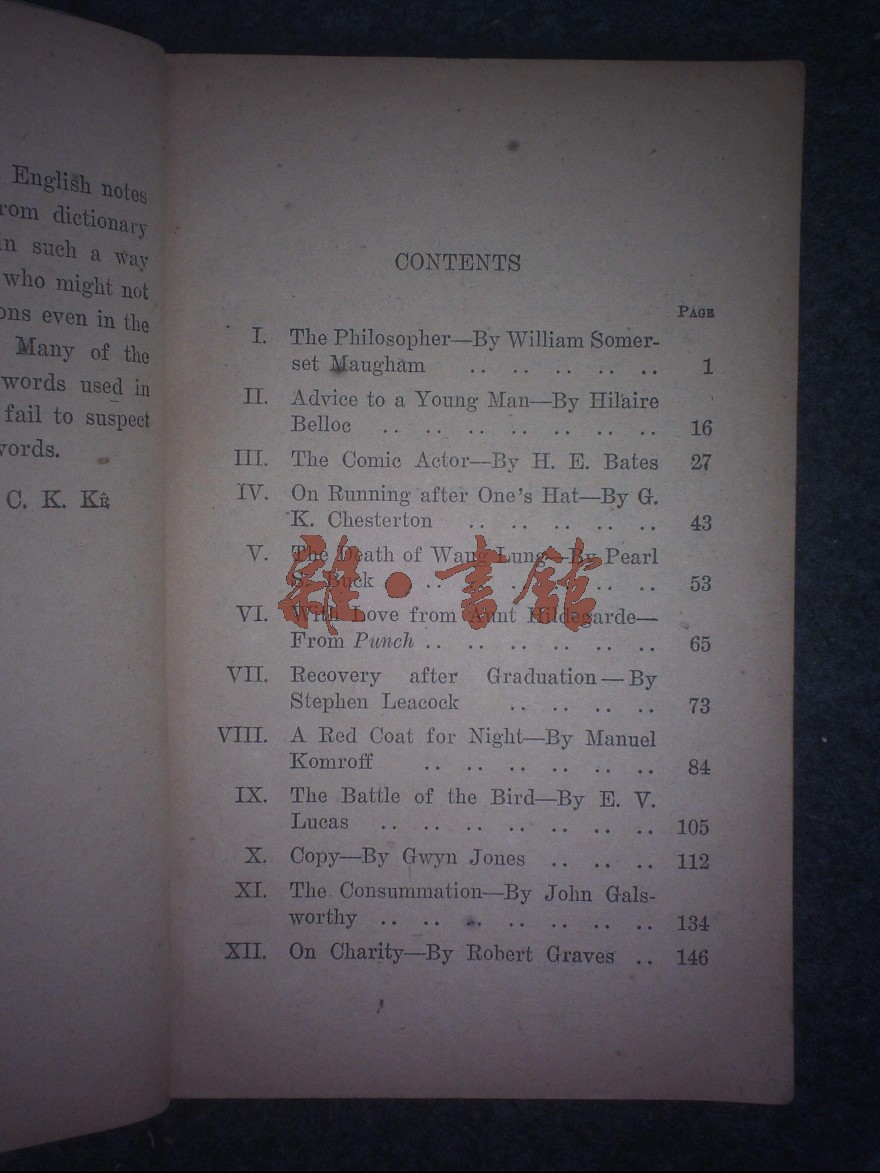 English notes
rom dictionary
in such a way
who might not
ons even in the
Many of the
words used in
fail to suspect
vords.
C. K. Kê
CONTENTS
PAGE
I. The Philosopher—By William Somer-
set Maugham .. .. .. .. .. 1
II. Advice to a Young Man—By Hilaire
Belloc .. .. .. .. .. .. .. 16
III. The Comic Actor—By H. E. Bates 27
IV. On Running after One's Hat—By G.
K. Chesterton .. .. .. .. .. 43
V. The Death of Wang Lung—By Pearl
S. Buck .. .. .. .. .. .. 53
VI. With Love from Aunt Hildegarde—
From Punch .. .. .. .. .. .. 65
VII. Recovery after Graduation—By
Stephen Leacock .. .. .. .. 73
VIII. A Red Coat for Night—By Manuel
Komroff .. .. .. .. .. .. 84
IX. The Battle of the Bird—By E. V.
Lucas .. .. .. .. .. .. .. 105
X. Copy—By Gwyn Jones .. .. .. 112
XI. The Consummation—By John Gals-
worthy .. .. .. .. .. .. .. 134
XII. On Charity—By Robert Graves .. 146
雜·書館